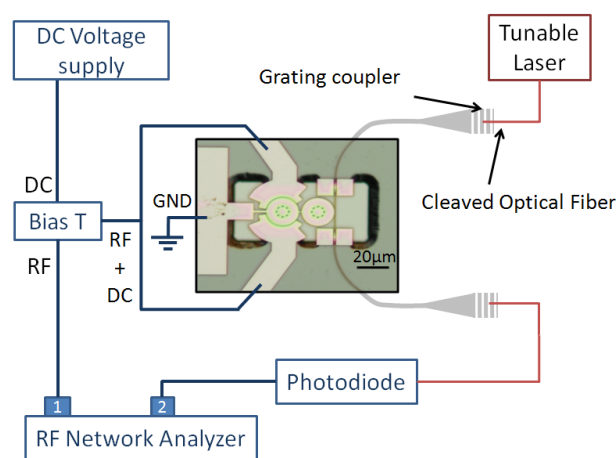 DC Voltage
supply
Tunable
Laser
Grating coupler
Cleaved Optical Fiber
DC
GND
Bias T
RF
RF
+
DC
20µm
Photodiode
1
2
RF Network Analyzer